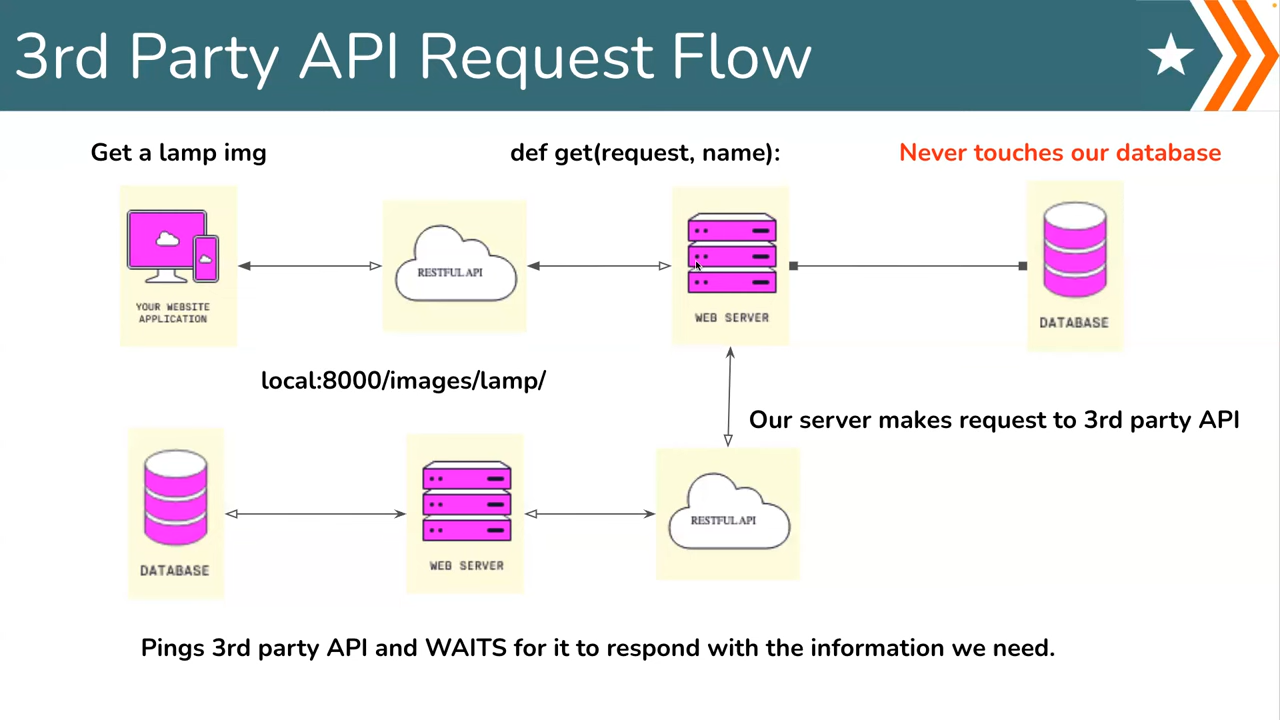 3rd Party API Request Flow
Get a lamp img
def get(request, name):
Never touches our database
YOUR WEBSITE
APPLICATION
RESTFUL API
WEB SERVER
DATABASE
local:8000/images/lamp/
Our server makes request to 3rd party API
DATABASE
WEB SERVER
RESTFUL API
Pings 3rd party API and WAITS for it to respond with the information we need.